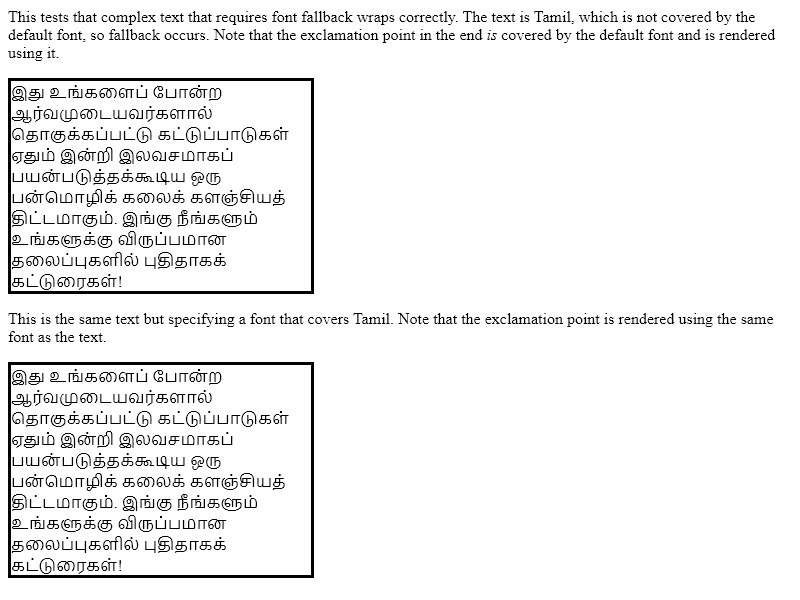 This tests that complex text that requires font fallback wraps correctly. The text is Tamil, which is not covered by the
default font, so fallback occurs. Note that the exclamation point in the end is covered by the default font and is rendered
using it.
இது உங்களைப் போன்ற
ஆர்வமுடையவர்களால்
தொகுக்கப்பட்டு கட்டுப்பாடுகள்
ஏதும் இன்றி இலவசமாகப்
பயன்படுத்தக்கூடிய ஒரு
பன்மொழிக் கலைக் களஞ்சியத்
திட்டமாகும். இங்கு நீங்களும்
உங்களுக்கு விருப்பமான
தலைப்புகளில் புதிதாகக்
கட்டுரைகள்!
This is the same text but specifying a font that covers Tamil. Note that the exclamation point is rendered using the same
font as the text.
இது உங்களைப் போன்ற
ஆர்வமுடையவர்களால்
தொகுக்கப்பட்டு கட்டுப்பாடுகள்
ஏதும் இன்றி இலவசமாகப்
பயன்படுத்தக்கூடிய ஒரு
பன்மொழிக் கலைக் களஞ்சியத்
திட்டமாகும். இங்கு நீங்களும்
உங்களுக்கு விருப்பமான
தலைப்புகளில் புதிதாகக்
கட்டுரைகள்!